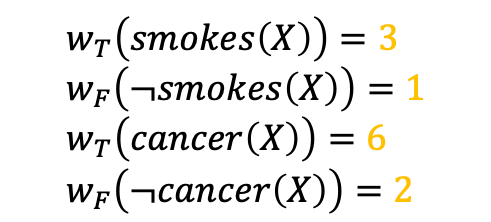 w_T(smokes(X)) = 3
w_F(¬smokes(X)) = 1
w_T(cancer(X)) = 6
w_F(¬cancer(X)) = 2